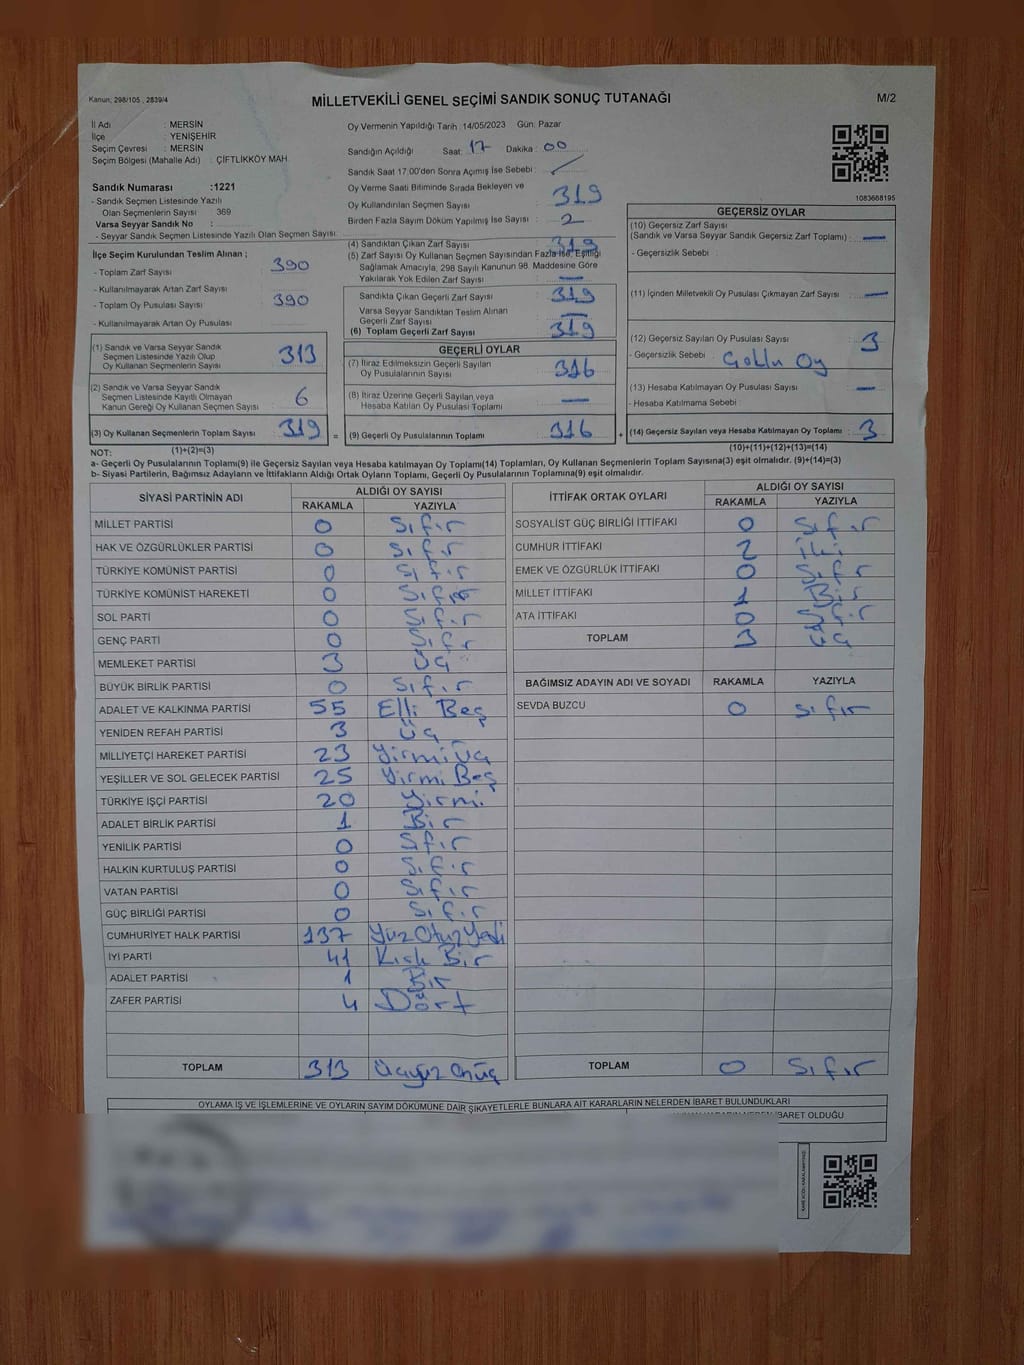 Kanun; 298/105 , 2839/4
MİLLETVEKİLİ GENEL SEÇİMİ SANDIK SONUÇ TUTANAĞI
M/2
İl Adı : MERSİN
İlçe : YENİŞEHİR
Seçim Çevresi : MERSİN
Seçim Bölgesi (Mahalle Adı) : ÇİFTLİKKÖY MAH.
Sandık Numarası :1221
- Sandık Seçmen Listesinde Yazılı
Olan Seçmenlerin Sayısı : 369
Varsa Seyyar Sandık No :
- Seyyar Sandık Seçmen Listesinde Yazılı Olan Seçmen Sayısı:
Oy Vermenin Yapıldığı Tarih :14/05/2023 Gün: Pazar
Sandığın Açıldığı Saat: 17 Dakika: 00
Sandık Saat 17.00'den Sonra Açımış İse Sebebi :
Oy Verme Saati Bitiminde Sırada Bekleyen ve
Oy Kullandırılan Seçmen Sayısı : 319
Birden Fazla Sayım Döküm Yapılmış İse Sayısı : 2
1083668195
İlçe Seçim Kurulundan Teslim Alınan ;
- Toplam Zarf Sayısı : 390
- Kullanılmayarak Artan Zarf Sayısı :
- Toplam Oy Pusulası Sayısı : 390
- Kullanılmayarak Artan Oy Pusulası :
(4) Sandıktan Çıkan Zarf Sayısı : 319
(5) Zarf Sayısı Oy Kullanan Seçmen Sayısından Fazla İse, Eşitliği
Sağlamak Amacıyla, 298 Sayılı Kanunun 98. Maddesine Göre
Yakılarak Yok Edilen Zarf Sayısı : —
Sandıkta Çıkan Geçerli Zarf Sayısı : 319
Varsa Seyyar Sandıktan Teslim Alınan
Geçerli Zarf Sayısı : —
(6) Toplam Geçerli Zarf Sayısı : 319
GEÇERSİZ OYLAR
(10) Geçersiz Zarf Sayısı
(Sandık ve Varsa Seyyar Sandık Geçersiz Zarf Toplamı) : —
- Geçersizlik Sebebi :
(11) İçinden Milletvekili Oy Pusulası Çıkmayan Zarf Sayısı : —
(12) Geçersiz Sayılan Oy Pusulası Sayısı : 3
- Geçersizlik Sebebi : Çoklu Oy
(13) Hesaba Katılmayan Oy Pusulası Sayısı : —
- Hesaba Katılmama Sebebi :
(1) Sandık ve Varsa Seyyar Sandık
Seçmen Listesinde Yazılı Olup
Oy Kullanan Seçmenlerin Sayısı : 313
(2) Sandık ve Varsa Seyyar Sandık
Seçmen Listesinde Kayıtlı Olmayan
Kanun Gereği Oy Kullanan Seçmen Sayısı : 6
GEÇERLİ OYLAR
(7) İtiraz Edilmeksizin Geçerli Sayılan
Oy Pusulalarının Sayısı : 316
(8) İtiraz Üzerine Geçerli Sayılan veya
Hesaba Katılan Oy Pusulası Toplamı : —
(3) Oy Kullanan Seçmenlerin Toplam Sayısı : 319 = (9) Geçerli Oy Pusulalarının Toplamı : 316 + (14) Geçersiz Sayılan veya Hesaba Katılmayan Oy Toplamı : 3
NOT: (1)+(2)=(3) (10)+(11)+(12)+(13)=(14)
a- Geçerli Oy Pusulalarının Toplamı(9) ile Geçersiz Sayılan veya Hesaba Katılmayan Oy Toplamı(14) Toplamları, Oy Kullanan Seçmenlerin Toplam Sayısına(3) eşit olmalıdır. (9)+(14)=(3)
b- Siyasi Partilerin, Bağımsız Adayların ve İttifakların Aldığı Ortak Oyların Toplamı, Geçerli Oy Pusulalarının Toplamına(9) eşit olmalıdır.
SİYASİ PARTİNİN ADI ALDIĞI OY SAYISI
RAKAMLA YAZIYLA
MİLLET PARTİSİ 0 Sıfır
HAK VE ÖZGÜRLÜKLER PARTİSİ 0 Sıfır
TÜRKİYE KOMÜNİST PARTİSİ 0 Sıfır
TÜRKİYE KOMÜNİST HAREKETİ 0 Sıfır
SOL PARTİ 0 Sıfır
GENÇ PARTİ 0 Sıfır
MEMLEKET PARTİSİ 3 Üç
BÜYÜK BİRLİK PARTİSİ 0 Sıfır
ADALET VE KALKINMA PARTİSİ 55 Elli Beş
YENİDEN REFAH PARTİSİ 3 Üç
MİLLİYETÇİ HAREKET PARTİSİ 23 Yirmi Üç
YEŞİLLER VE SOL GELECEK PARTİSİ 25 Yirmi Beş
TÜRKİYE İŞÇİ PARTİSİ 20 Yirmi
ADALET BİRLİK PARTİSİ 1 Bir
YENİLİK PARTİSİ 0 Sıfır
HALKIN KURTULUŞ PARTİSİ 0 Sıfır
VATAN PARTİSİ 0 Sıfır
GÜÇ BİRLİĞİ PARTİSİ 0 Sıfır
CUMHURİYET HALK PARTİSİ 137 Yüz Otuz Yedi
İYİ PARTİ 41 Kırk Bir
ADALET PARTİSİ 1 Bir
ZAFER PARTİSİ 4 Dört
TOPLAM 313 Üçyüz Onüç
İTTİFAK ORTAK OYLARI ALDIĞI OY SAYISI
RAKAMLA YAZIYLA
SOSYALİST GÜÇ BİRLİĞİ İTTİFAKI 0 Sıfır
CUMHUR İTTİFAKI 2 İki
EMEK VE ÖZGÜRLÜK İTTİFAKI 0 Sıfır
MİLLET İTTİFAKI 1 Bir
ATA İTTİFAKI 0 Sıfır
TOPLAM 3 Üç
BAĞIMSIZ ADAYIN ADI VE SOYADI RAKAMLA YAZIYLA
SEVDA BUZCU 0 Sıfır
TOPLAM 0 Sıfır
OYLAMA İŞ VE İŞLEMLERİNE VE OYLARIN SAYIM DÖKÜMÜNE DAİR ŞİKAYETLERLE BUNLARA AİT KARARLARIN NELERDEN İBARET BULUNDUKLARI
İBARET OLDUĞU